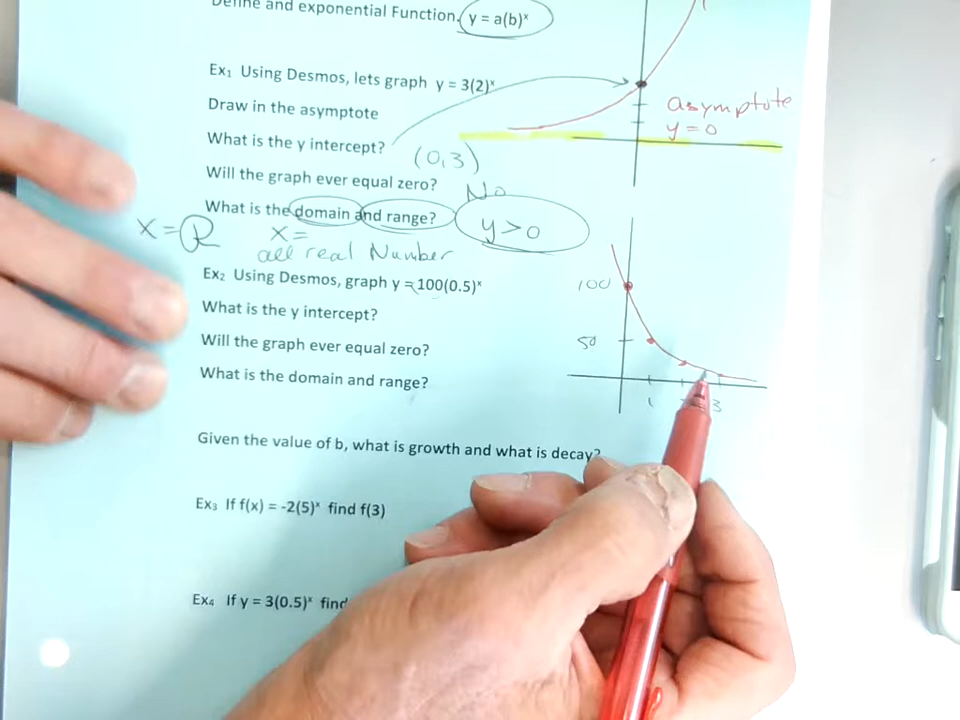 Define and exponential Function. y = a(b)ˣ
Ex₁ Using Desmos, lets graph y = 3(2)ˣ
Draw in the asymptote
asymptote
y = 0
What is the y intercept?
(0,3)
Will the graph ever equal zero?
No
What is the domain and range?
y > 0
x = ℝ
x =
all real Number
Ex₂ Using Desmos, graph y = 100(0.5)ˣ
100
What is the y intercept?
Will the graph ever equal zero?
50
What is the domain and range?
1
3
Given the value of b, what is growth and what is decay?
Ex₃ If f(x) = -2(5)ˣ find f(3)
Ex₄ If y = 3(0.5)ˣ find